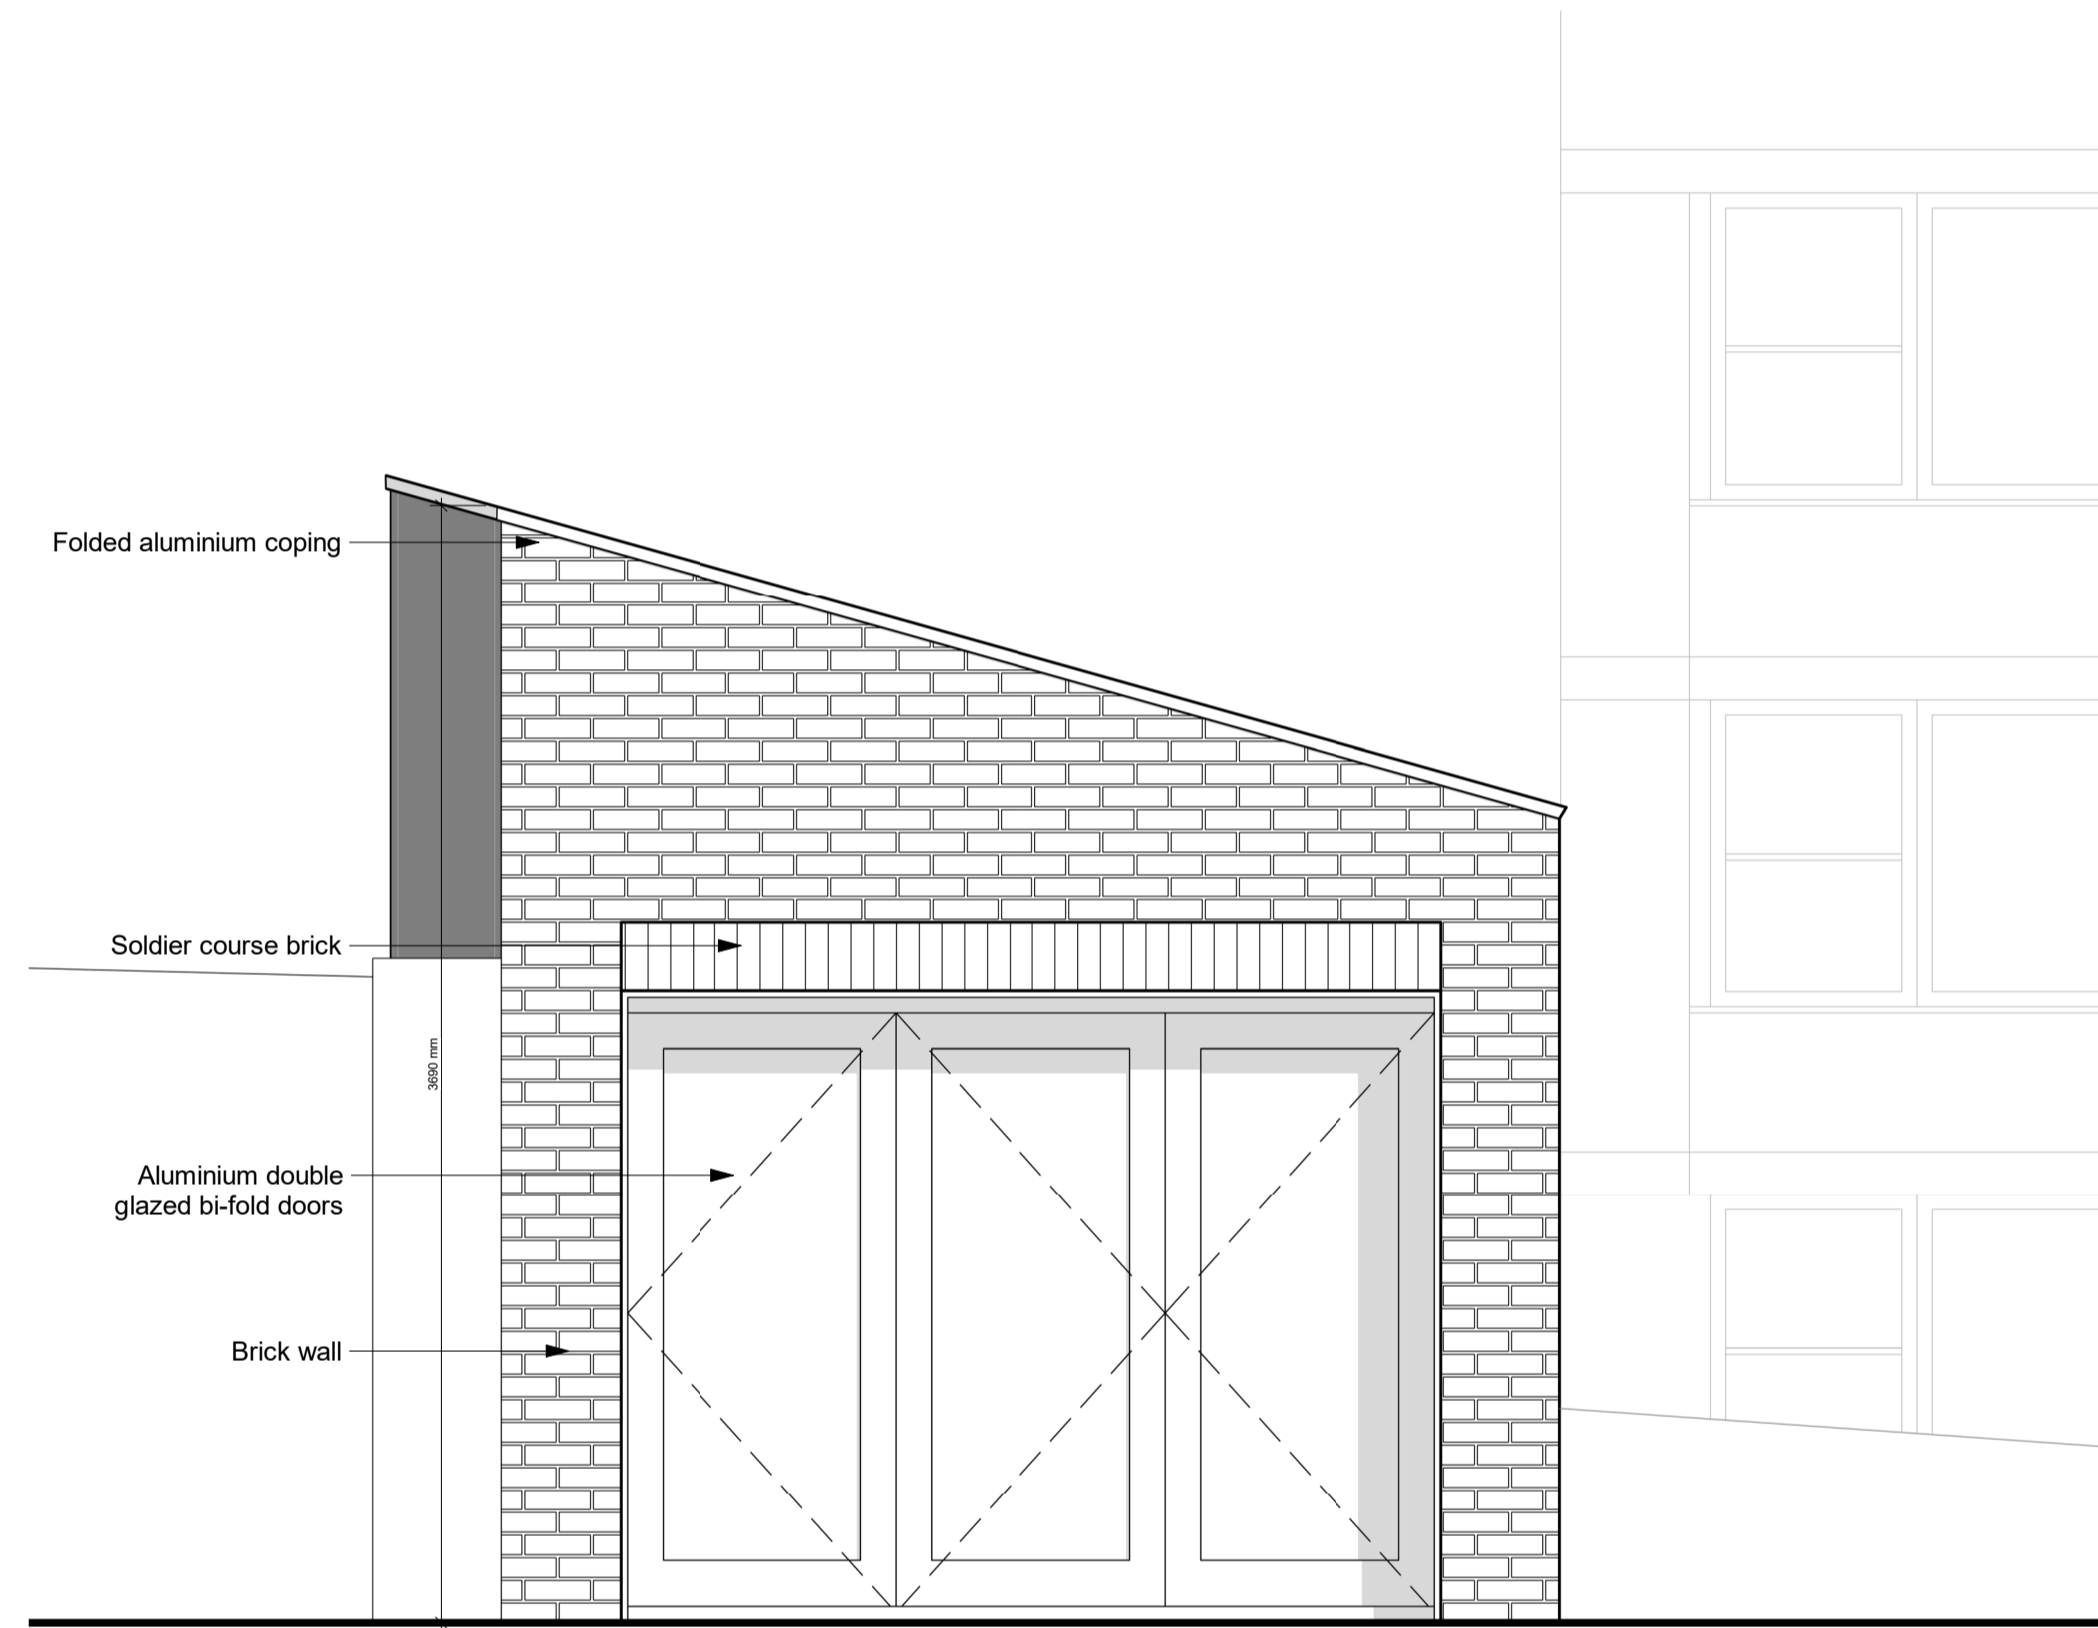 Folded aluminium coping
Soldier course brick
3690 mm
Aluminium double
glazed bi-fold doors
Brick wall